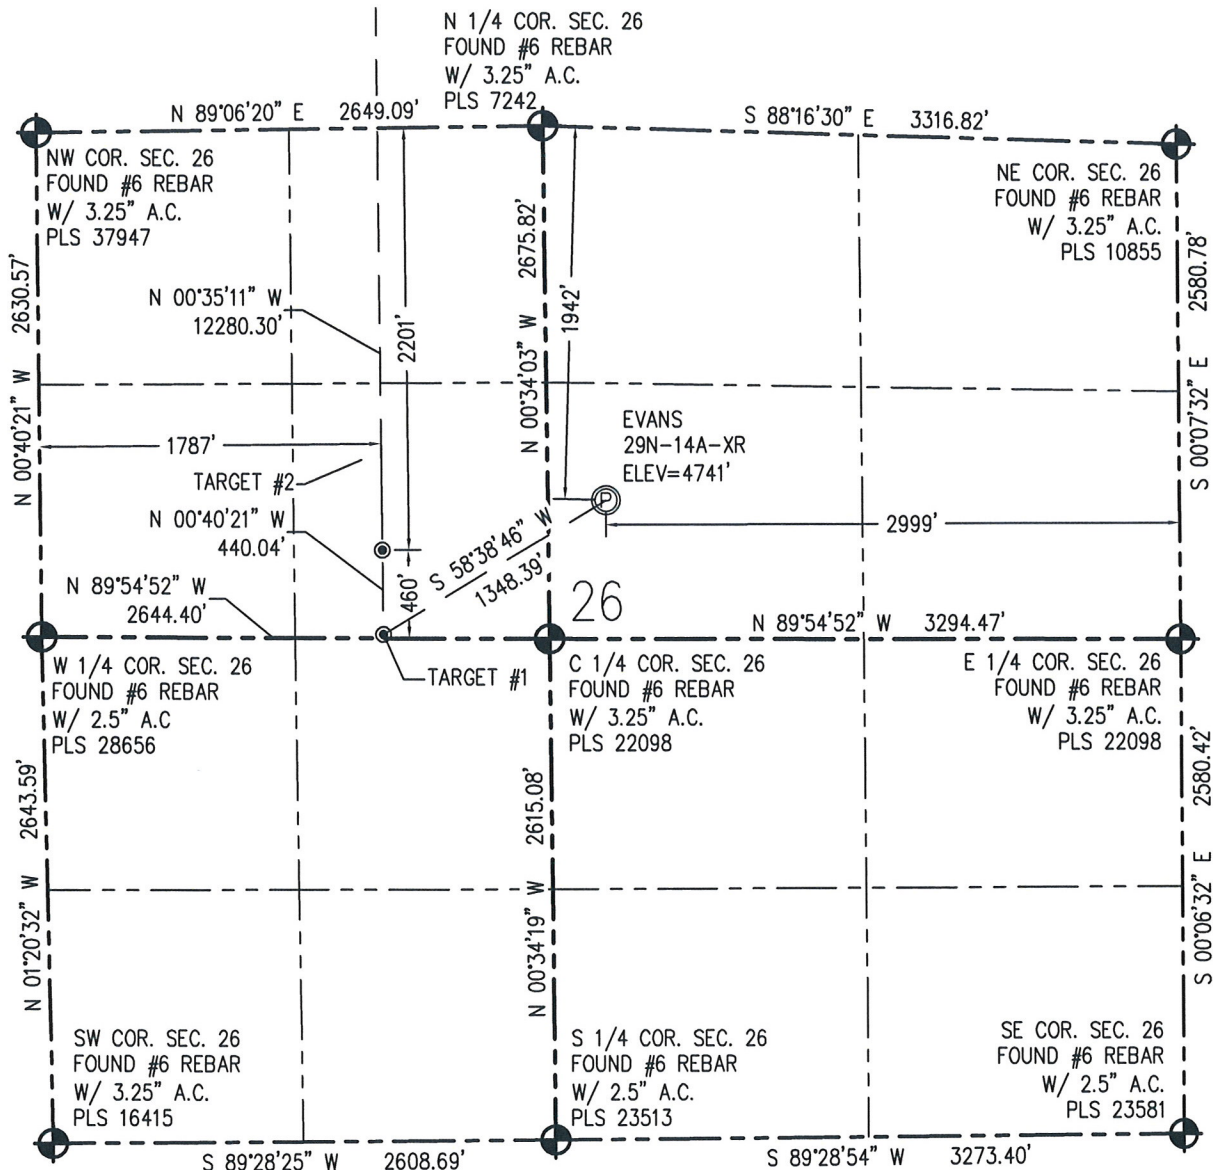 N 1/4 COR. SEC. 26
FOUND #6 REBAR
W/ 3.25" A.C.
PLS 7242
N 89°06'20" E 2649.09'
S 88°16'30" E 3316.82'
NW COR. SEC. 26
FOUND #6 REBAR
W/ 3.25" A.C.
PLS 37947
NE COR. SEC. 26
FOUND #6 REBAR
W/ 3.25" A.C.
PLS 10855
N 00°40'21" W 2630.57'
N 00°35'11" W
12280.30'
2201'
N 00°34'03" W 2675.82'
1942'
S 00°07'32" E 2580.78'
1787'
TARGET #2
N 00°40'21" W
440.04'
EVANS
29N-14A-XR
ELEV=4741'
P
2999'
S 58°38'46" W
1348.39'
460'
26
N 89°54'52" W
2644.40'
N 89°54'52" W 3294.47'
W 1/4 COR. SEC. 26
FOUND #6 REBAR
W/ 2.5" A.C
PLS 28656
TARGET #1
C 1/4 COR. SEC. 26
FOUND #6 REBAR
W/ 3.25" A.C.
PLS 22098
E 1/4 COR. SEC. 26
FOUND #6 REBAR
W/ 3.25" A.C.
PLS 22098
N 01°20'32" W 2643.59'
N 00°34'19" W 2615.08'
S 00°06'32" E 2580.42'
SW COR. SEC. 26
FOUND #6 REBAR
W/ 3.25" A.C.
PLS 16415
S 1/4 COR. SEC. 26
FOUND #6 REBAR
W/ 2.5" A.C.
PLS 23513
SE COR. SEC. 26
FOUND #6 REBAR
W/ 2.5" A.C.
PLS 23581
S 89°28'25" W 2608.69'
S 89°28'54" W 3273.40'